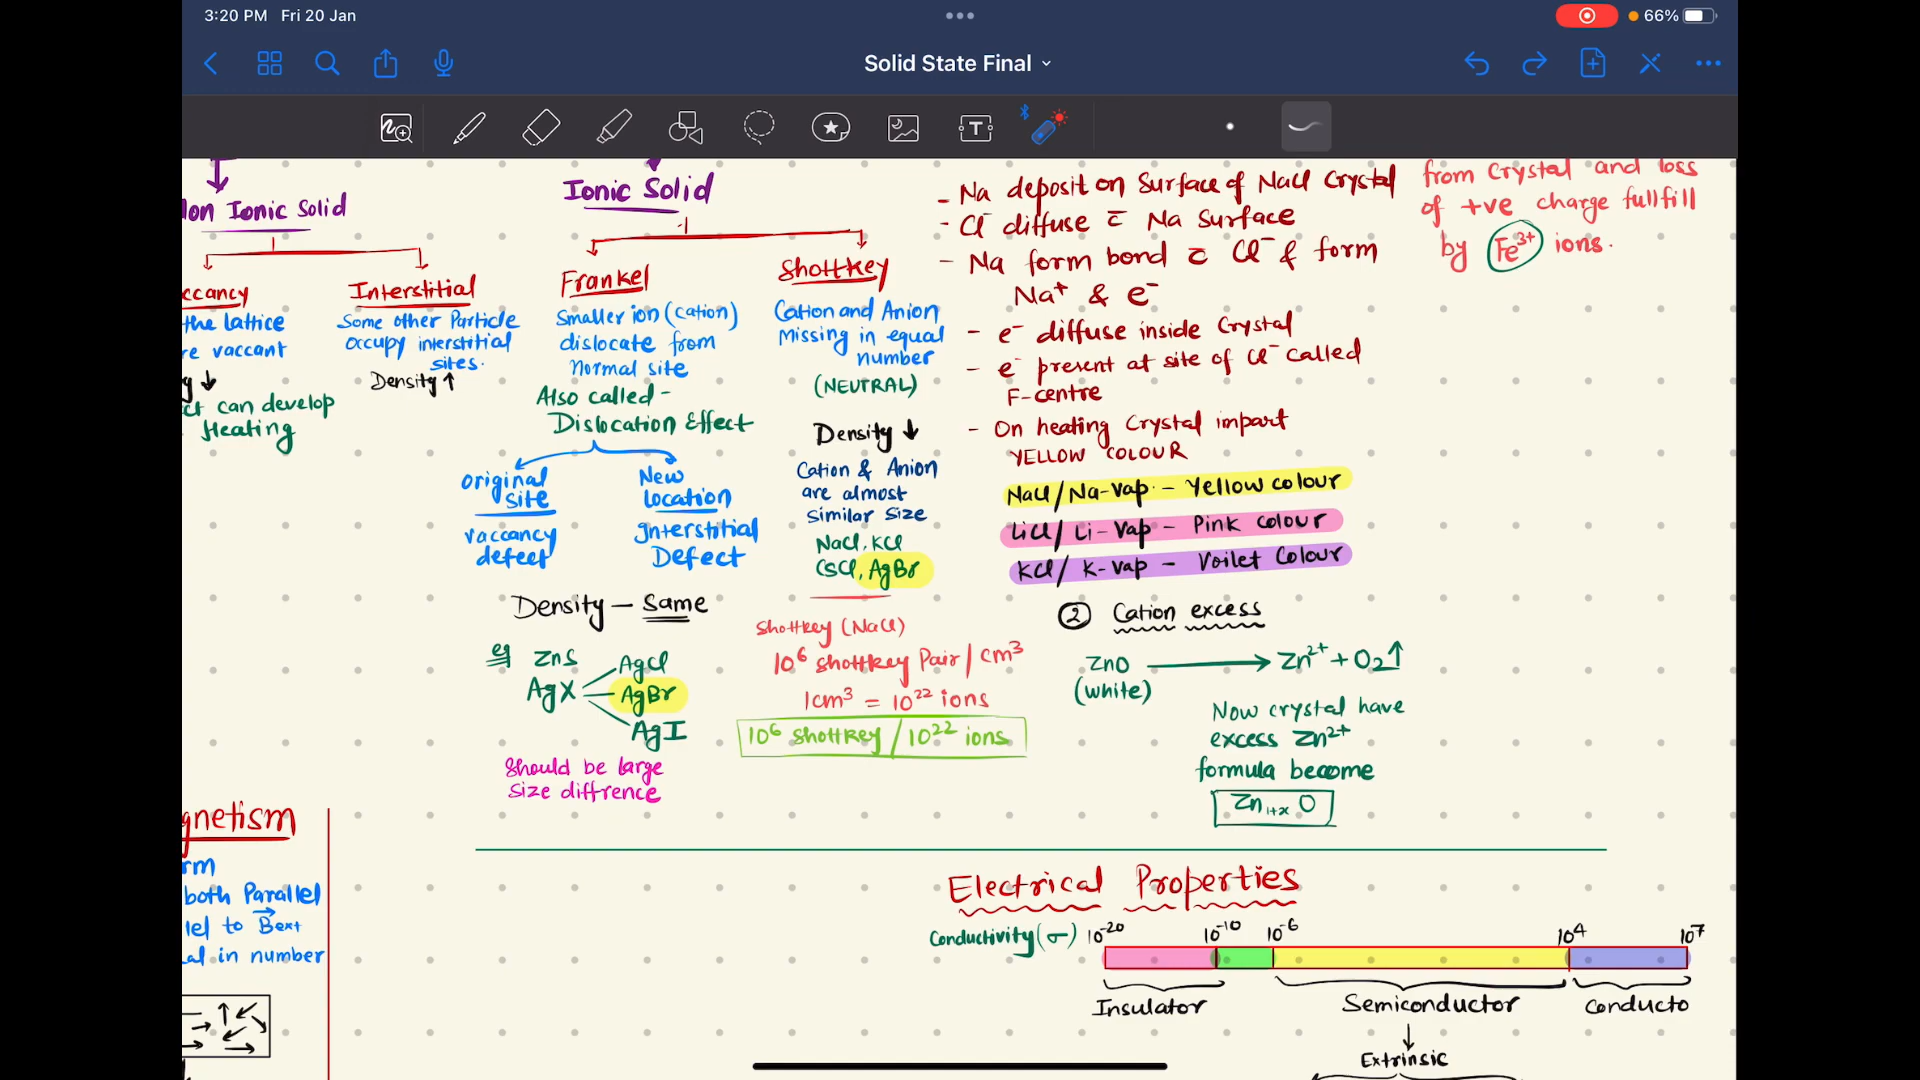 3:20 PM Fri 20 Jan
66%
Solid State Final
Non Ionic Solid
ccancy
the lattice
re vaccant
ct can develop
Heating
Interstitial
Some other Particle
occupy interstitial
sites.
Density ↑
Ionic Solid
Frankel
Smaller ion (cation)
dislocate from
normal site
Also called -
Dislocation Effect
Original
site
vaccancy
defect
New
location
Interstitial
Defect
Density - Same
eg ZnS
AgX
AgCl
AgBr
AgI
Should be large
size diffrence
Shottkey
Cation and Anion
Missing in equal
number
(NEUTRAL)
Density ↓
Cation & Anion
are almost
Similar size
NaCl, KCl
CsCl, AgBr
Shottkey (NaCl)
10⁶ shottkey Pair / cm³
1cm³ = 10²² ions
10⁶ shottkey / 10²² ions
- Na deposit on Surface of NaCl Crystal
- Cl⁻ diffuse c̄ Na Surface
- Na form bond c̄ Cl⁻ & form
Na⁺ & e⁻
- e⁻ diffuse inside Crystal
- e⁻ present at site of Cl⁻ called
F-centre
- On heating Crystal impart
YELLOW COLOUR
NaCl / Na-vap - Yellow colour
LiCl / Li-Vap - Pink colour
KCl / K-vap - Voilet Colour
② Cation excess
ZnO → Zn²⁺ + O₂↑
(white)
Now crystal have
excess Zn²⁺
formula become
Zn₁₊ₓ O
from Crystal and loss
of +ve charge fullfill
by Fe³⁺ ions.
gnetism
rm
both Parallel
lel to Bext
al in number
Electrical Properties
Conductivity (σ) 10⁻²⁰ 10⁻¹⁰ 10⁻⁶ 10⁴ 10⁷
Insulator Semiconductor Conducto
Extrinsic